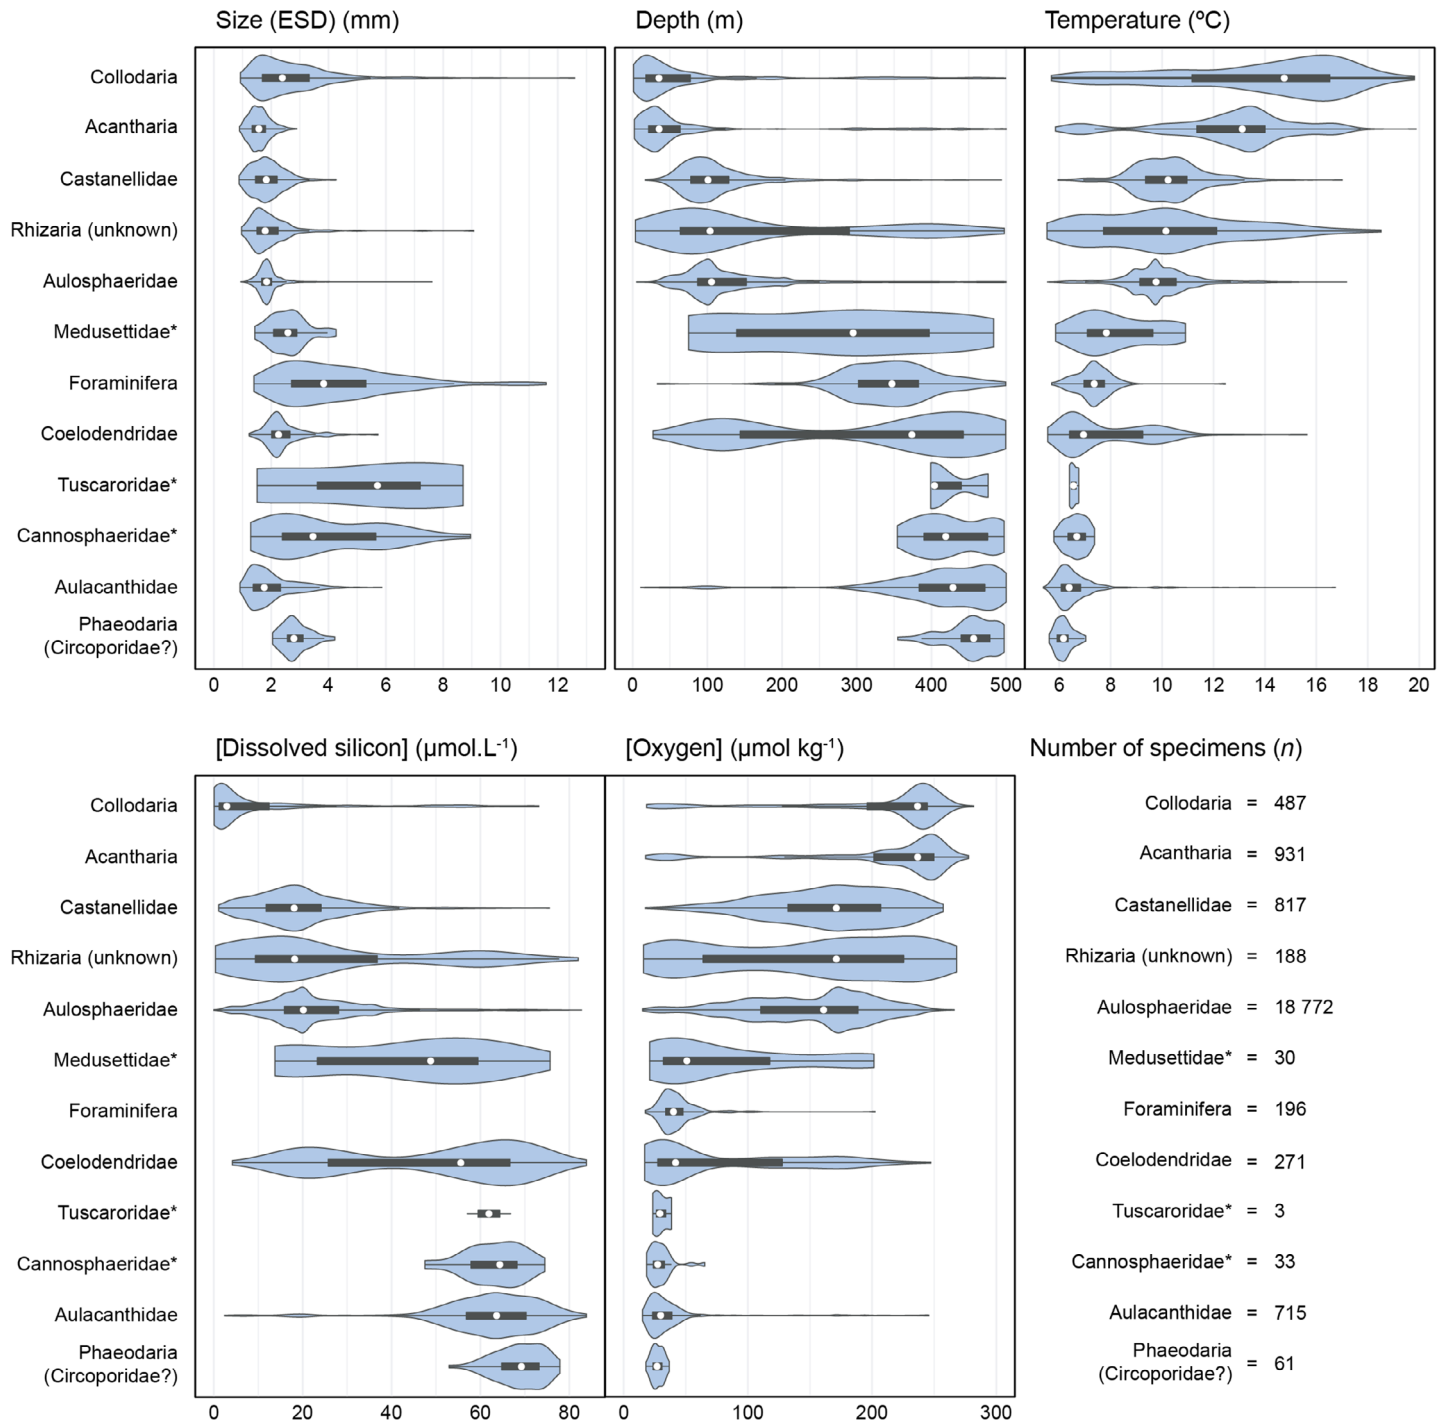 Size (ESD) (mm)
Depth (m)
Temperature (ºC)
Collodaria
Acantharia
Castanellidae
Rhizaria (unknown)
Aulosphaeridae
Medusettidae*
Foraminifera
Coelodendridae
Tuscaroridae*
Cannosphaeridae*
Aulacanthidae
Phaeodaria
(Circoporidae?)
0 2 4 6 8 10 12
0 100 200 300 400 500
6 8 10 12 14 16 18 20
[Dissolved silicon] (µmol.L-1)
[Oxygen] (µmol kg-1)
Number of specimens (n)
Collodaria
Acantharia
Castanellidae
Rhizaria (unknown)
Aulosphaeridae
Medusettidae*
Foraminifera
Coelodendridae
Tuscaroridae*
Cannosphaeridae*
Aulacanthidae
Phaeodaria
(Circoporidae?)
0 20 40 60 80
0 100 200 300
Collodaria = 487
Acantharia = 931
Castanellidae = 817
Rhizaria (unknown) = 188
Aulosphaeridae = 18 772
Medusettidae* = 30
Foraminifera = 196
Coelodendridae = 271
Tuscaroridae* = 3
Cannosphaeridae* = 33
Aulacanthidae = 715
Phaeodaria
(Circoporidae?) = 61